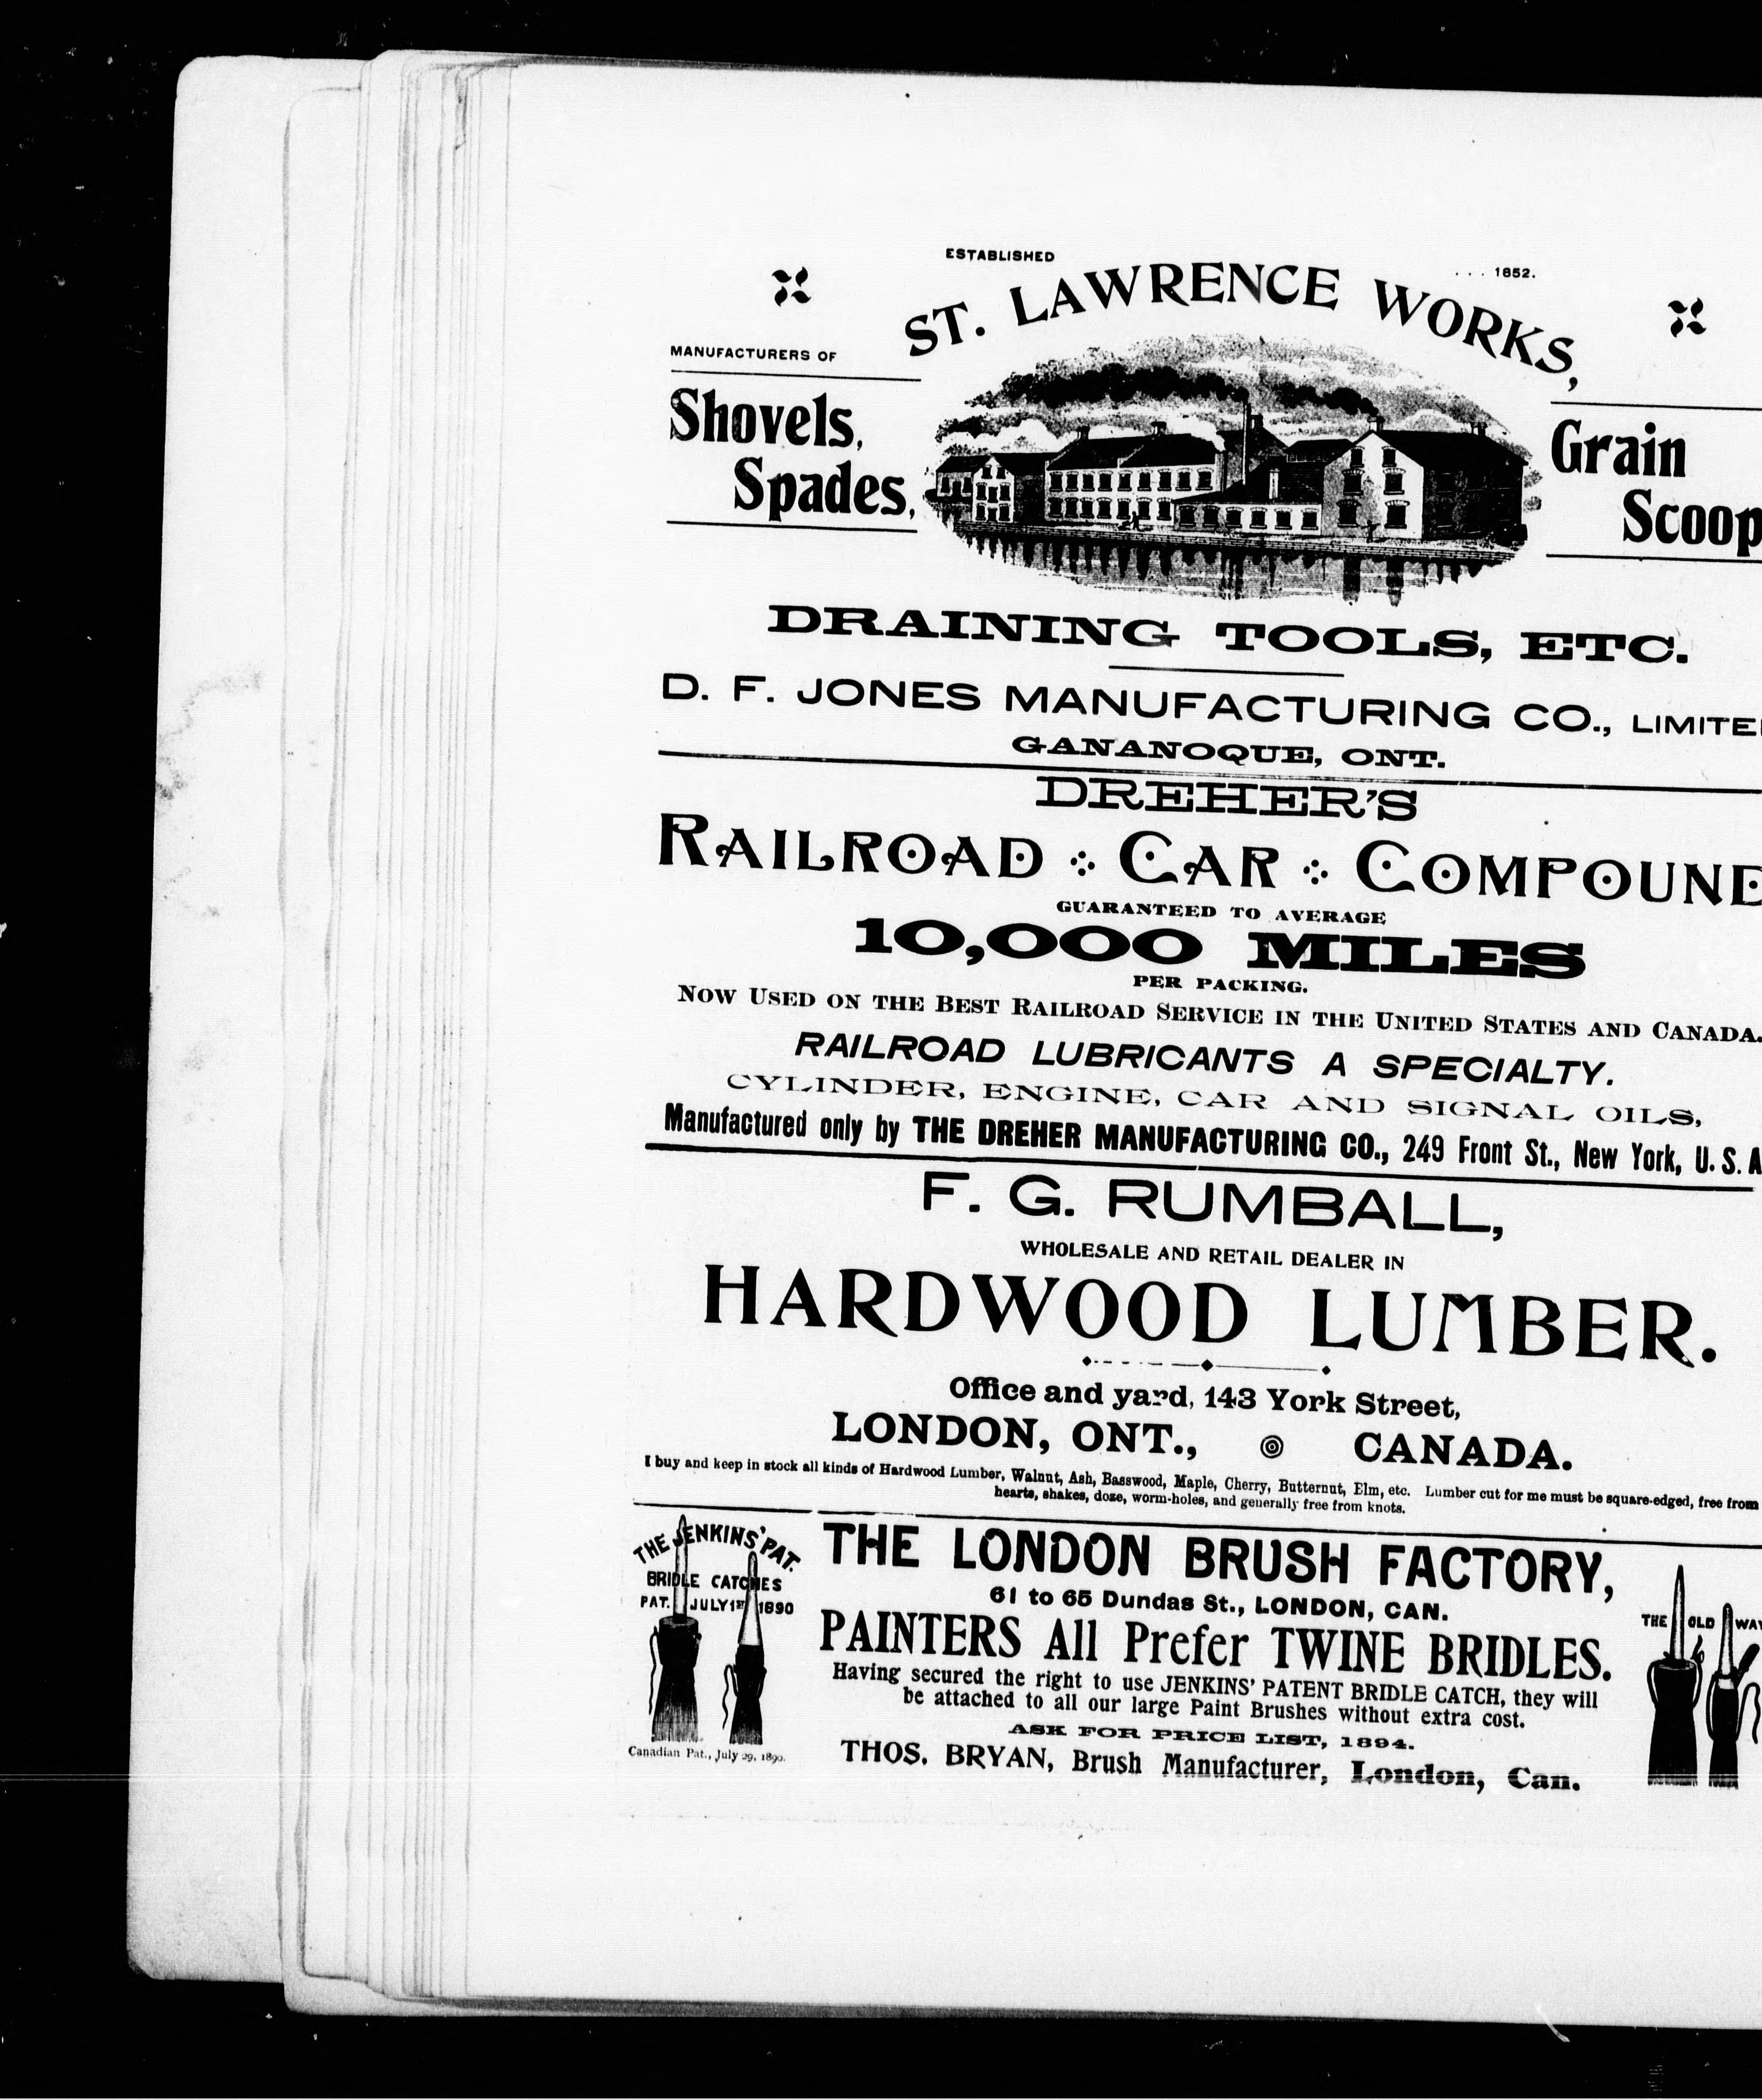 ESTABLISHED ... 1852.
ST. LAWRENCE WORKS,
MANUFACTURERS OF
Shovels,
Spades,
Grain
Scoop
DRAINING TOOLS, ETC.
D. F. JONES MANUFACTURING CO., LIMITE
GANANOQUE, ONT.
DREHER'S
RAILROAD CAR COMPOUND
GUARANTEED TO AVERAGE
10,000 MILES
PER PACKING.
NOW USED ON THE BEST RAILROAD SERVICE IN THE UNITED STATES AND CANADA.
RAILROAD LUBRICANTS A SPECIALTY.
CYLINDER, ENGINE, CAR AND SIGNAL OILS,
Manufactured only by THE DREHER MANUFACTURING CO., 249 Front St., New York, U. S. A
F. G. RUMBALL,
WHOLESALE AND RETAIL DEALER IN
HARDWOOD LUMBER.
Office and yard, 143 York Street,
LONDON, ONT., CANADA.
I buy and keep in stock all kinds of Hardwood Lumber, Walnut, Ash, Basswood, Maple, Cherry, Butternut, Elm, etc. Lumber cut for me must be square-edged, free from
hearts, shakes, doze, worm-holes, and generally free from knots.
THE JENKINS' PAT.
BRIDLE CATCHES
PAT. JULY 1ST 1890
Canadian Pat., July 29, 1890.
THE LONDON BRUSH FACTORY,
61 to 65 Dundas St., LONDON, CAN.
PAINTERS All Prefer TWINE BRIDLES.
Having secured the right to use JENKINS' PATENT BRIDLE CATCH, they will
be attached to all our large Paint Brushes without extra cost.
ASK FOR PRICE LIST, 1894.
THOS. BRYAN, Brush Manufacturer, London, Can.
THE OLD WAY